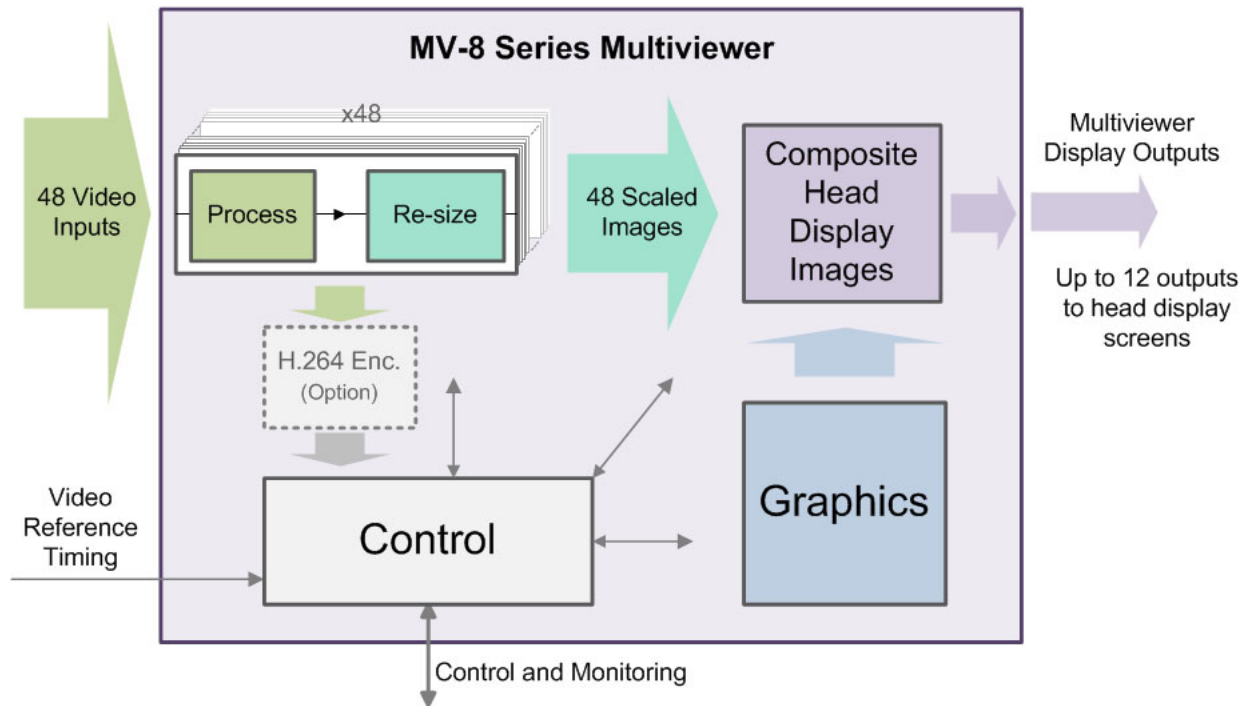 MV-8 Series Multiviewer
x48
48 Video
Inputs
Process
Re-size
48 Scaled
Images
Composite
Head
Display
Images
Multiviewer
Display Outputs
Up to 12 outputs
to head display
screens
H.264 Enc.
(Option)
Video
Reference
Timing
Control
Graphics
Control and Monitoring